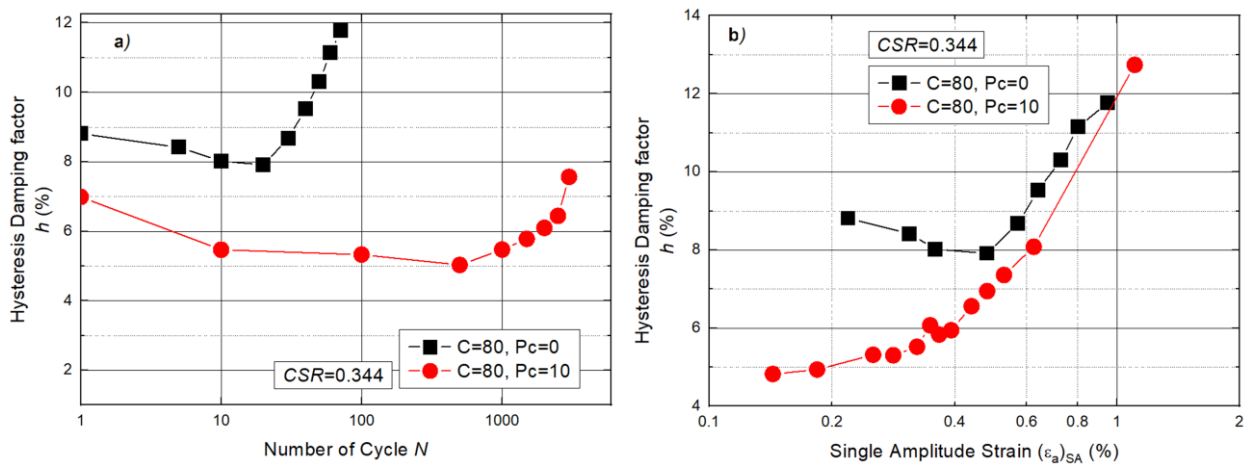 a)
12
10
8
6
4
2
Hysteresis Damping factor
h (%)
C=80, Pc=0
C=80, Pc=10
CSR=0.344
1
10
100
1000
Number of Cycle N
b)
14
12
10
8
6
4
Hysteresis Damping factor
h (%)
CSR=0.344
C=80, Pc=0
C=80, Pc=10
0.1
0.2
0.4
0.6
0.8
1
2
Single Amplitude Strain (εa)SA (%)